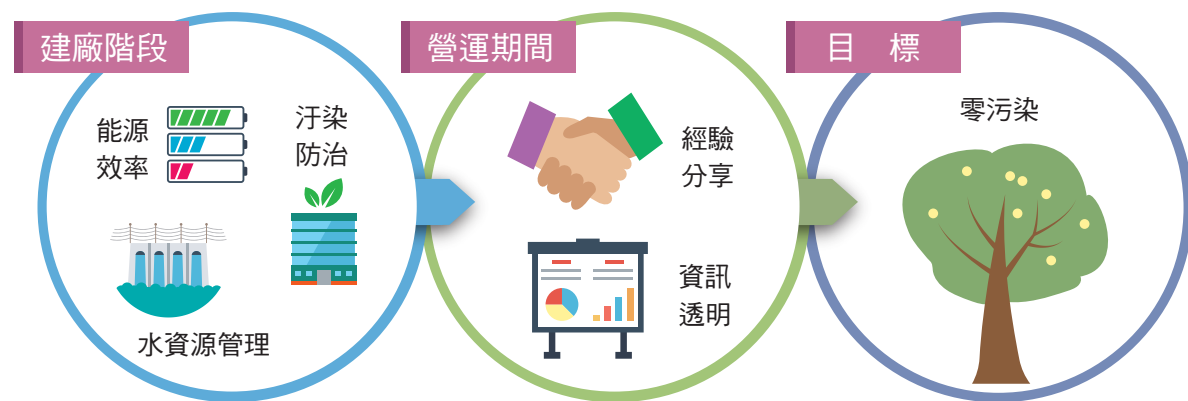 建廠階段
能源
效率
汙染
防治
水資源管理
營運期間
經驗
分享
資訊
透明
目 標
零污染